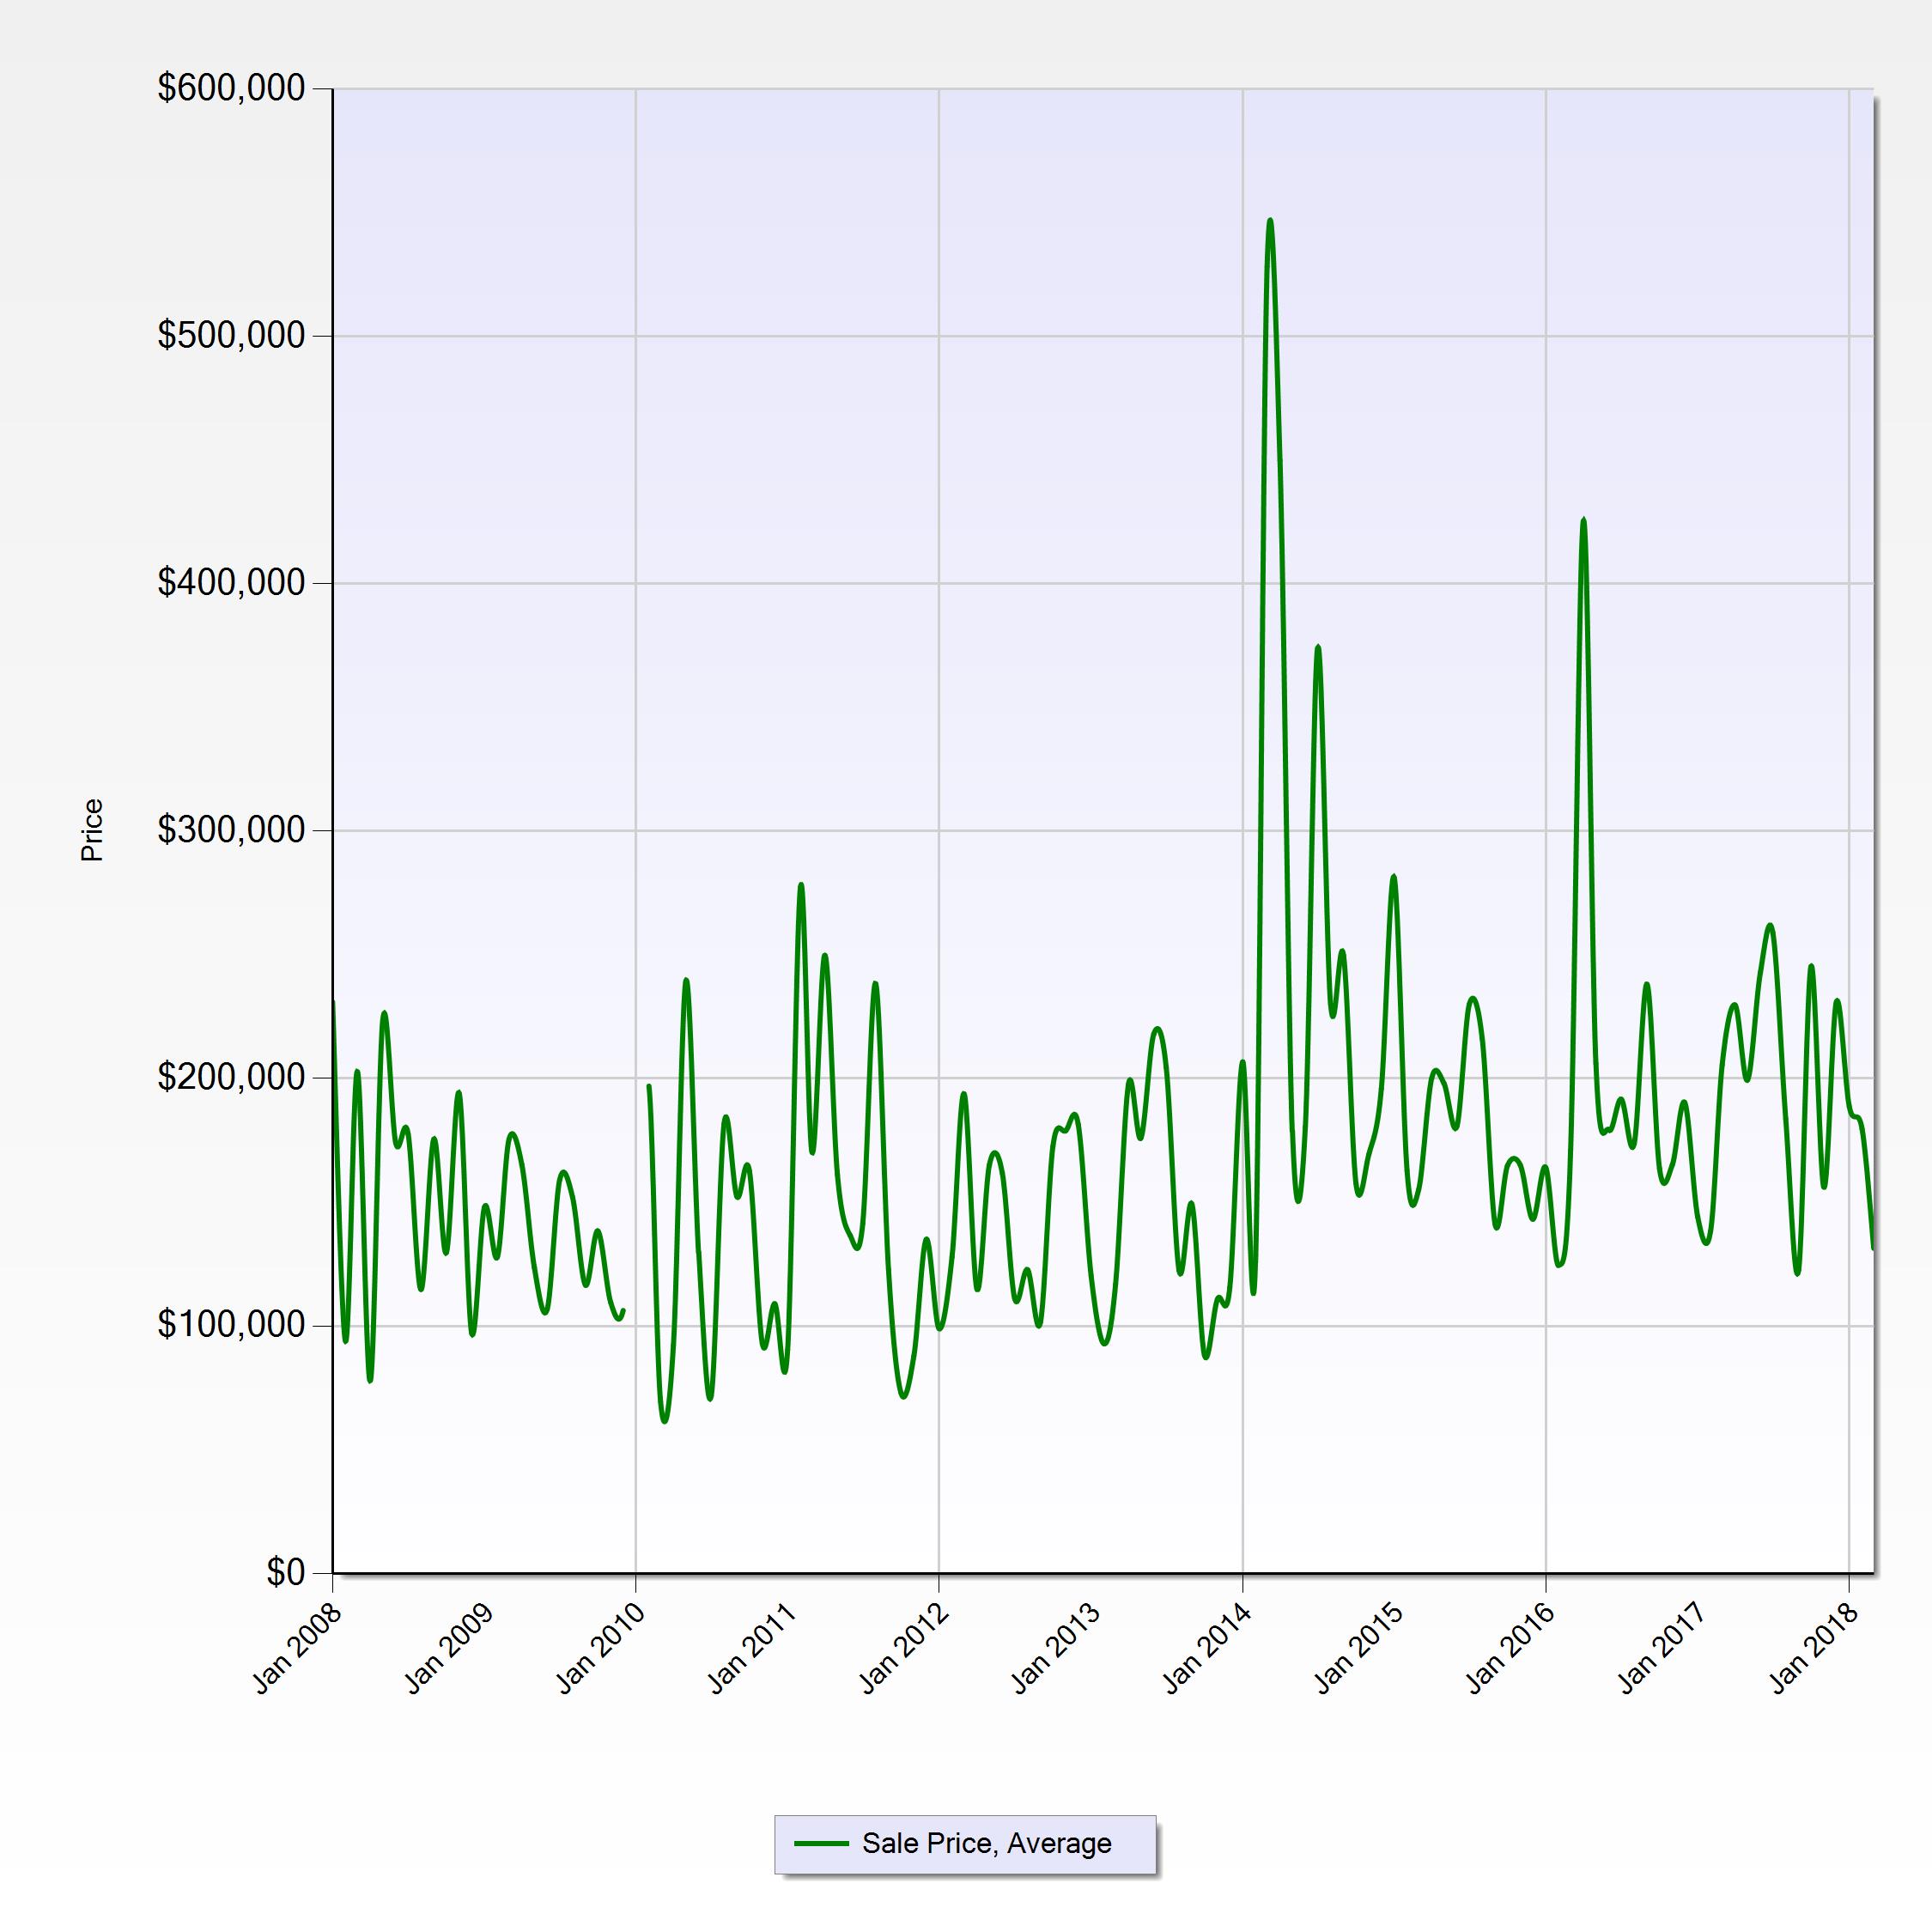 $600,000
$500,000
$400,000
$300,000
$200,000
$100,000
$0
Price
Jan 2008
Jan 2009
Jan 2010
Jan 2011
Jan 2012
Jan 2013
Jan 2014
Jan 2015
Jan 2016
Jan 2017
Jan 2018
Sale Price, Average